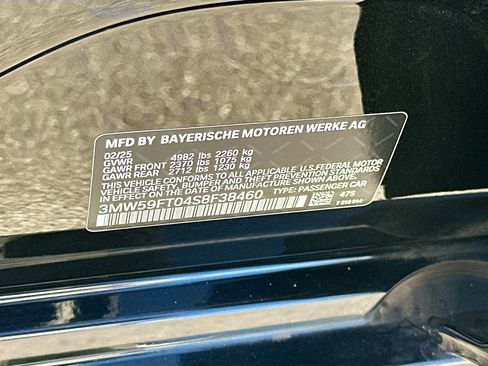 MFD BY BAYERISCHE MOTOREN WERKE AG
02/25
GVWR 4982 lbs 2260 kg
GAWR FRONT 2370 lbs 1075 kg
GAWR REAR 2712 lbs 1230 kg
THIS VEHICLE CONFORMS TO ALL APPLICABLE U.S.FEDERAL MOTOR
VEHICLE SAFETY, BUMPER AND THEFT PREVENTION STANDARDS
IN EFFECT ON THE DATE OF MANUFACTURE SHOWN ABOVE.
3MW59FT04S8F38460 TYPE: PASSENGER CAR
475